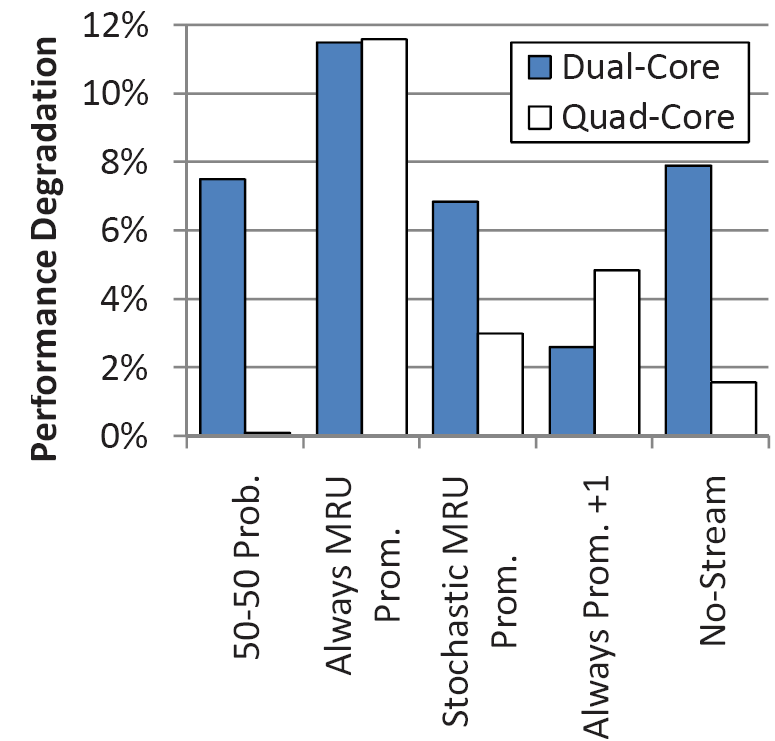 Performance Degradation
12%
10%
8%
6%
4%
2%
0%
Dual-Core
Quad-Core
50-50 Prob.
Always MRU
Prom.
Stochastic MRU
Prom.
Always Prom. +1
No-Stream